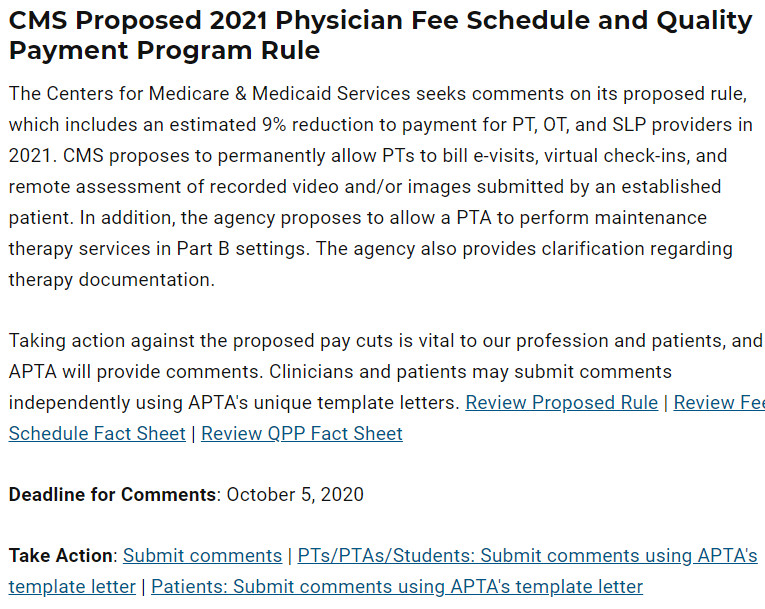 CMS Proposed 2021 Physician Fee Schedule and Quality
Payment Program Rule
The Centers for Medicare & Medicaid Services seeks comments on its proposed rule,
which includes an estimated 9% reduction to payment for PT, OT, and SLP providers in
2021. CMS proposes to permanently allow PTs to bill e-visits, virtual check-ins, and
remote assessment of recorded video and/or images submitted by an established
patient. In addition, the agency proposes to allow a PTA to perform maintenance
therapy services in Part B settings. The agency also provides clarification regarding
therapy documentation.
Taking action against the proposed pay cuts is vital to our profession and patients, and
APTA will provide comments. Clinicians and patients may submit comments
independently using APTA's unique template letters. Review Proposed Rule | Review Fee
Schedule Fact Sheet | Review QPP Fact Sheet
Deadline for Comments: October 5, 2020
Take Action: Submit comments | PTs/PTAs/Students: Submit comments using APTA's
template letter | Patients: Submit comments using APTA's template letter